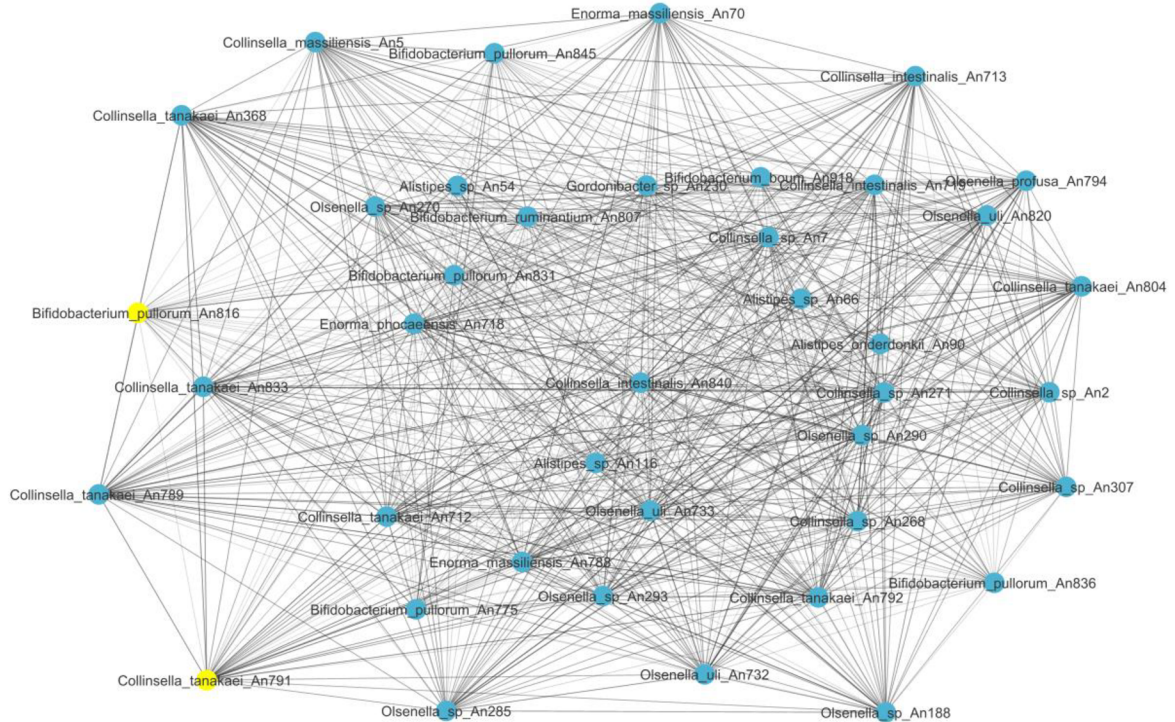 Enorma_massiliensis_An70
Collinsella_massiliensis_An5
Bifidobacterium_pullorum_An845
Collinsella_intestinalis_An713
Collinsella_tanakaei_An368
Bifidobacterium_boum_An918
Alistipes_sp_An54
Gordonibacter_sp_An230
Collinsella_intestinalis_An719
Olsenella_profusa_An794
Olsenella_sp_An270
Bifidobacterium_ruminantium_An807
Olsenella_uli_An820
Collinsella_sp_An7
Bifidobacterium_pullorum_An831
Collinsella_tanakaei_An804
Alistipes_sp_An66
Bifidobacterium_pullorum_An816
Enorma_phocaeensis_An718
Alistipes_onderdonkii_An90
Collinsella_tanakaei_An833
Collinsella_intestinalis_An840
Collinsella_sp_An271
Collinsella_sp_An2
Olsenella_sp_An290
Alistipes_sp_An116
Collinsella_sp_An307
Collinsella_tanakaei_An789
Collinsella_tanakaei_An712
Olsenella_uli_An733
Collinsella_sp_An268
Enorma_massiliensis_An788
Bifidobacterium_pullorum_An836
Olsenella_sp_An293
Collinsella_tanakaei_An792
Bifidobacterium_pullorum_An775
Olsenella_uli_An732
Collinsella_tanakaei_An791
Olsenella_sp_An285
Olsenella_sp_An188